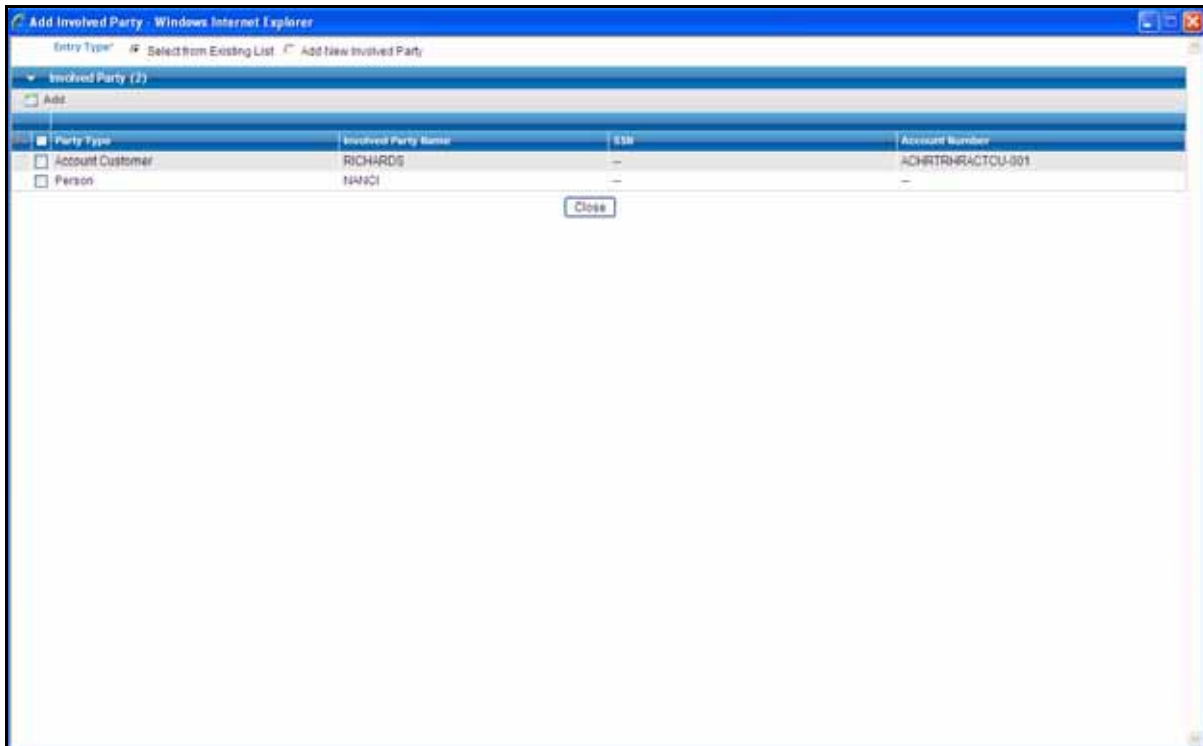 Add Involved Party - Windows Internet Explorer
Entry Type* Select from Existing List Add New Involved Party
Involved Party (2)
Add
Party Type Involved Party Name SSN Account Number
Account Customer RICHARDS -- ACHRTRHRACTCU-001
Person NANCI -- --
Close